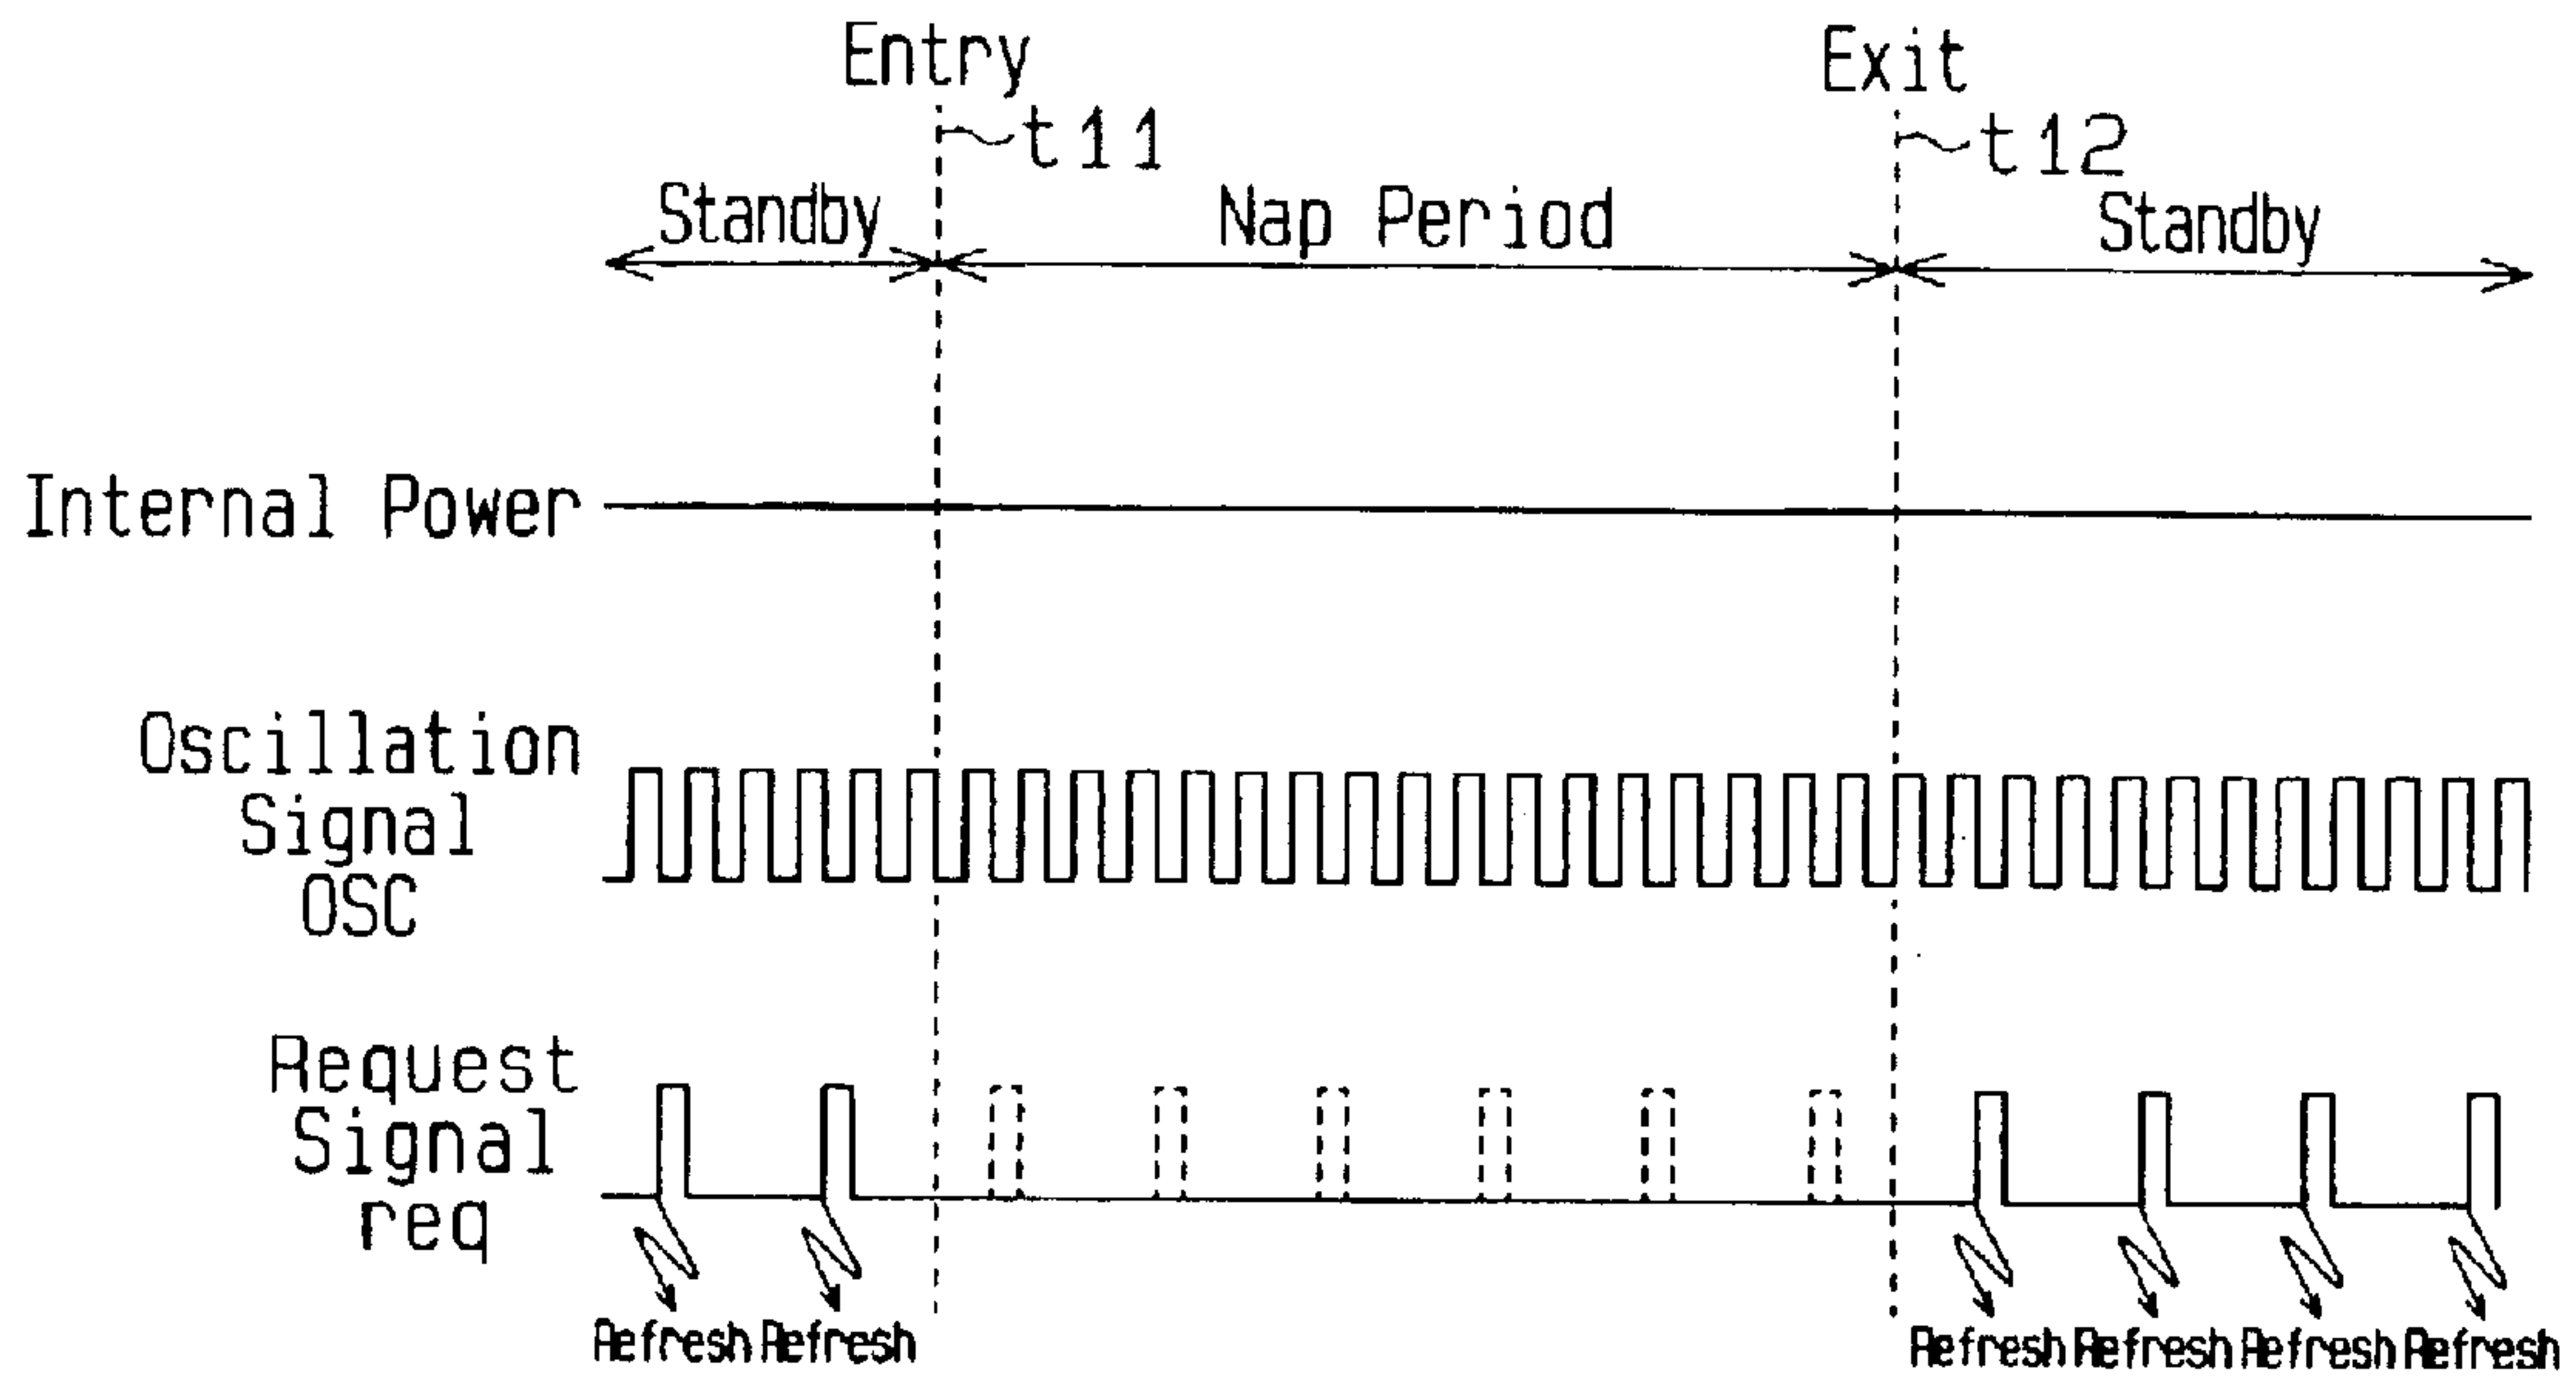 Entry
Exit
t11
t12
Standby
Nap Period
Standby
Internal Power
Oscillation
Signal
OSC
Request
Signal
req
Refresh Refresh
Refresh Refresh Refresh Refresh